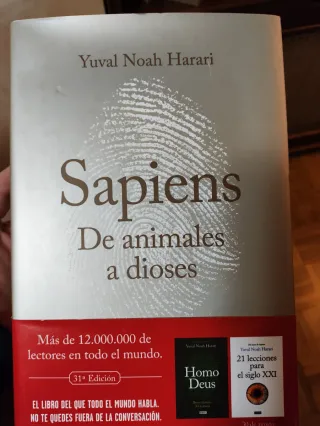 Yuval Noah Harari
Sapiens
De animales
a dioses
Más de 12.000.000 de
lectores en todo el mundo.
31ª Edición
EL LIBRO DEL QUE TODO EL MUNDO HABLA.
NO TE QUEDES FUERA DE LA CONVERSACIÓN.
Yuval Noah Harari
Homo
Deus
Yuval Noah Harari
21 lecciones
para el
siglo XXI